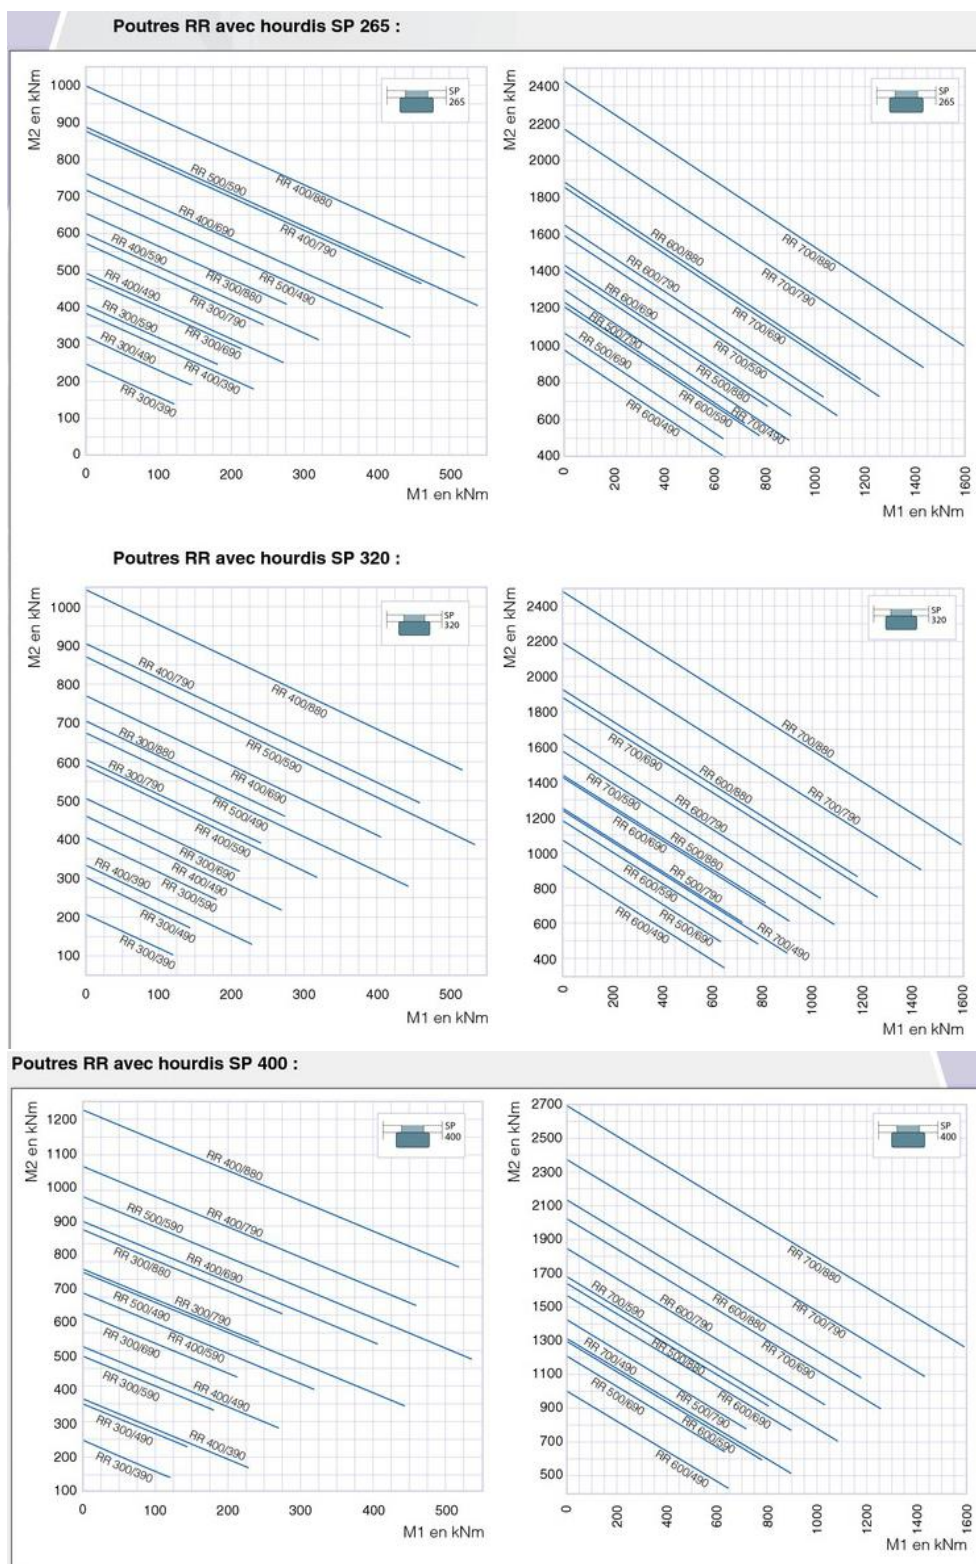 Poutres RR avec hourdis SP 265 :
M2 en kNm
1000
900
800
700
600
500
400
300
200
100
0
SP
265
RR 400/880
RR 500/590
RR 400/790
RR 400/690
RR 500/490
RR 300/880
RR 400/590
RR 300/790
RR 400/490
RR 300/690
RR 300/590
RR 400/390
RR 300/490
RR 300/390
0 100 200 300 400 500
M1 en kNm
M2 en kNm
2400
2200
2000
1800
1600
1400
1200
1000
800
600
400
SP
265
RR 700/880
RR 700/790
RR 600/880
RR 700/690
RR 600/790
RR 700/590
RR 600/690
RR 500/880
RR 500/790
RR 700/490
RR 600/590
RR 500/690
RR 600/490
0 200 400 600 800 1000 1200 1400 1600
M1 en kNm
Poutres RR avec hourdis SP 320 :
M2 en kNm
1000
900
800
700
600
500
400
300
200
100
SP
320
RR 400/880
RR 400/790
RR 500/590
RR 400/690
RR 300/880
RR 500/490
RR 300/790
RR 400/590
RR 300/690
RR 400/490
RR 300/590
RR 400/390
RR 300/490
RR 300/390
0 100 200 300 400 500
M1 en kNm
M2 en kNm
2400
2200
2000
1800
1600
1400
1200
1000
800
600
400
SP
320
RR 700/880
RR 700/790
RR 600/880
RR 700/690
RR 600/790
RR 700/590
RR 500/880
RR 600/690
RR 500/790
RR 700/490
RR 600/590
RR 500/690
RR 600/490
0 200 400 600 800 1000 1200 1400 1600
M1 en kNm
Poutres RR avec hourdis SP 400 :
M2 en kNm
1200
1100
1000
900
800
700
600
500
400
300
200
100
SP
400
RR 400/880
RR 400/790
RR 500/590
RR 400/690
RR 300/880
RR 300/790
RR 500/490
RR 400/590
RR 300/690
RR 400/490
RR 300/590
RR 400/390
RR 300/490
RR 300/390
0 100 200 300 400 500
M1 en kNm
M2 en kNm
2700
2500
2300
2100
1900
1700
1500
1300
1100
900
700
500
SP
400
RR 700/880
RR 700/790
RR 600/880
RR 700/690
RR 600/790
RR 700/590
RR 500/880
RR 600/690
RR 500/790
RR 700/490
RR 600/590
RR 500/690
RR 600/490
0 200 400 600 800 1000 1200 1400 1600
M1 en kNm